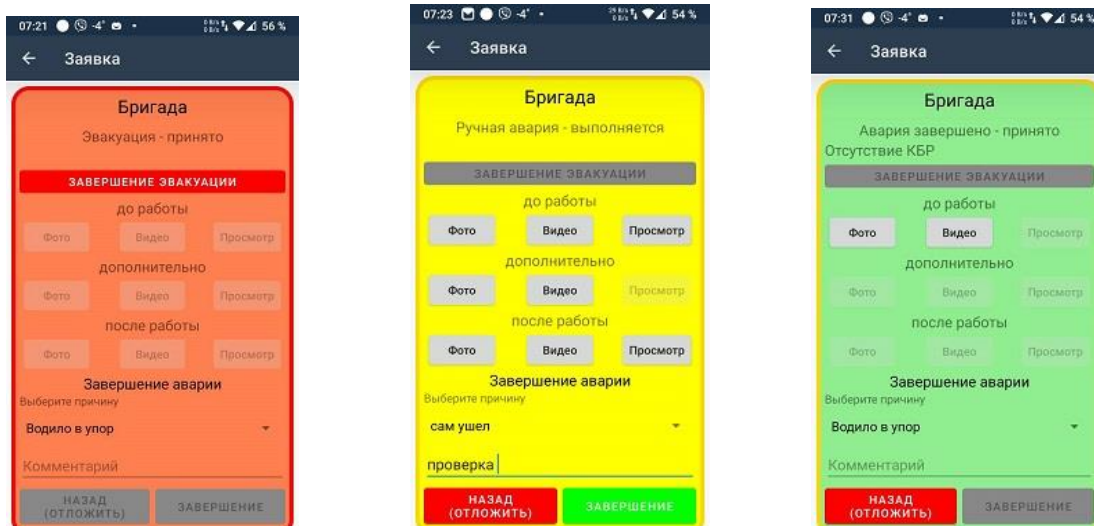 07:21 -4° 56 %
Заявка
Бригада
Эвакуация - принято
ЗАВЕРШЕНИЕ ЭВАКУАЦИИ
до работы
Фото Видео Просмотр
дополнительно
Фото Видео Просмотр
после работы
Фото Видео Просмотр
Завершение аварии
Выберите причину
Водило в упор
Комментарий
НАЗАД
(ОТЛОЖИТЬ) ЗАВЕРШЕНИЕ
07:23 -4° 54 %
Заявка
Бригада
Ручная авария - выполняется
ЗАВЕРШЕНИЕ ЭВАКУАЦИИ
до работы
Фото Видео Просмотр
дополнительно
Фото Видео Просмотр
после работы
Фото Видео Просмотр
Завершение аварии
Выберите причину
сам ушел
проверка
НАЗАД
(ОТЛОЖИТЬ) ЗАВЕРШЕНИЕ
07:31 -4° 54 %
Заявка
Бригада
Авария завершено - принято
Отсутствие КБР
ЗАВЕРШЕНИЕ ЭВАКУАЦИИ
до работы
Фото Видео Просмотр
дополнительно
Фото Видео Просмотр
после работы
Фото Видео Просмотр
Завершение аварии
Выберите причину
Водило в упор
Комментарий
НАЗАД
(ОТЛОЖИТЬ) ЗАВЕРШЕНИЕ